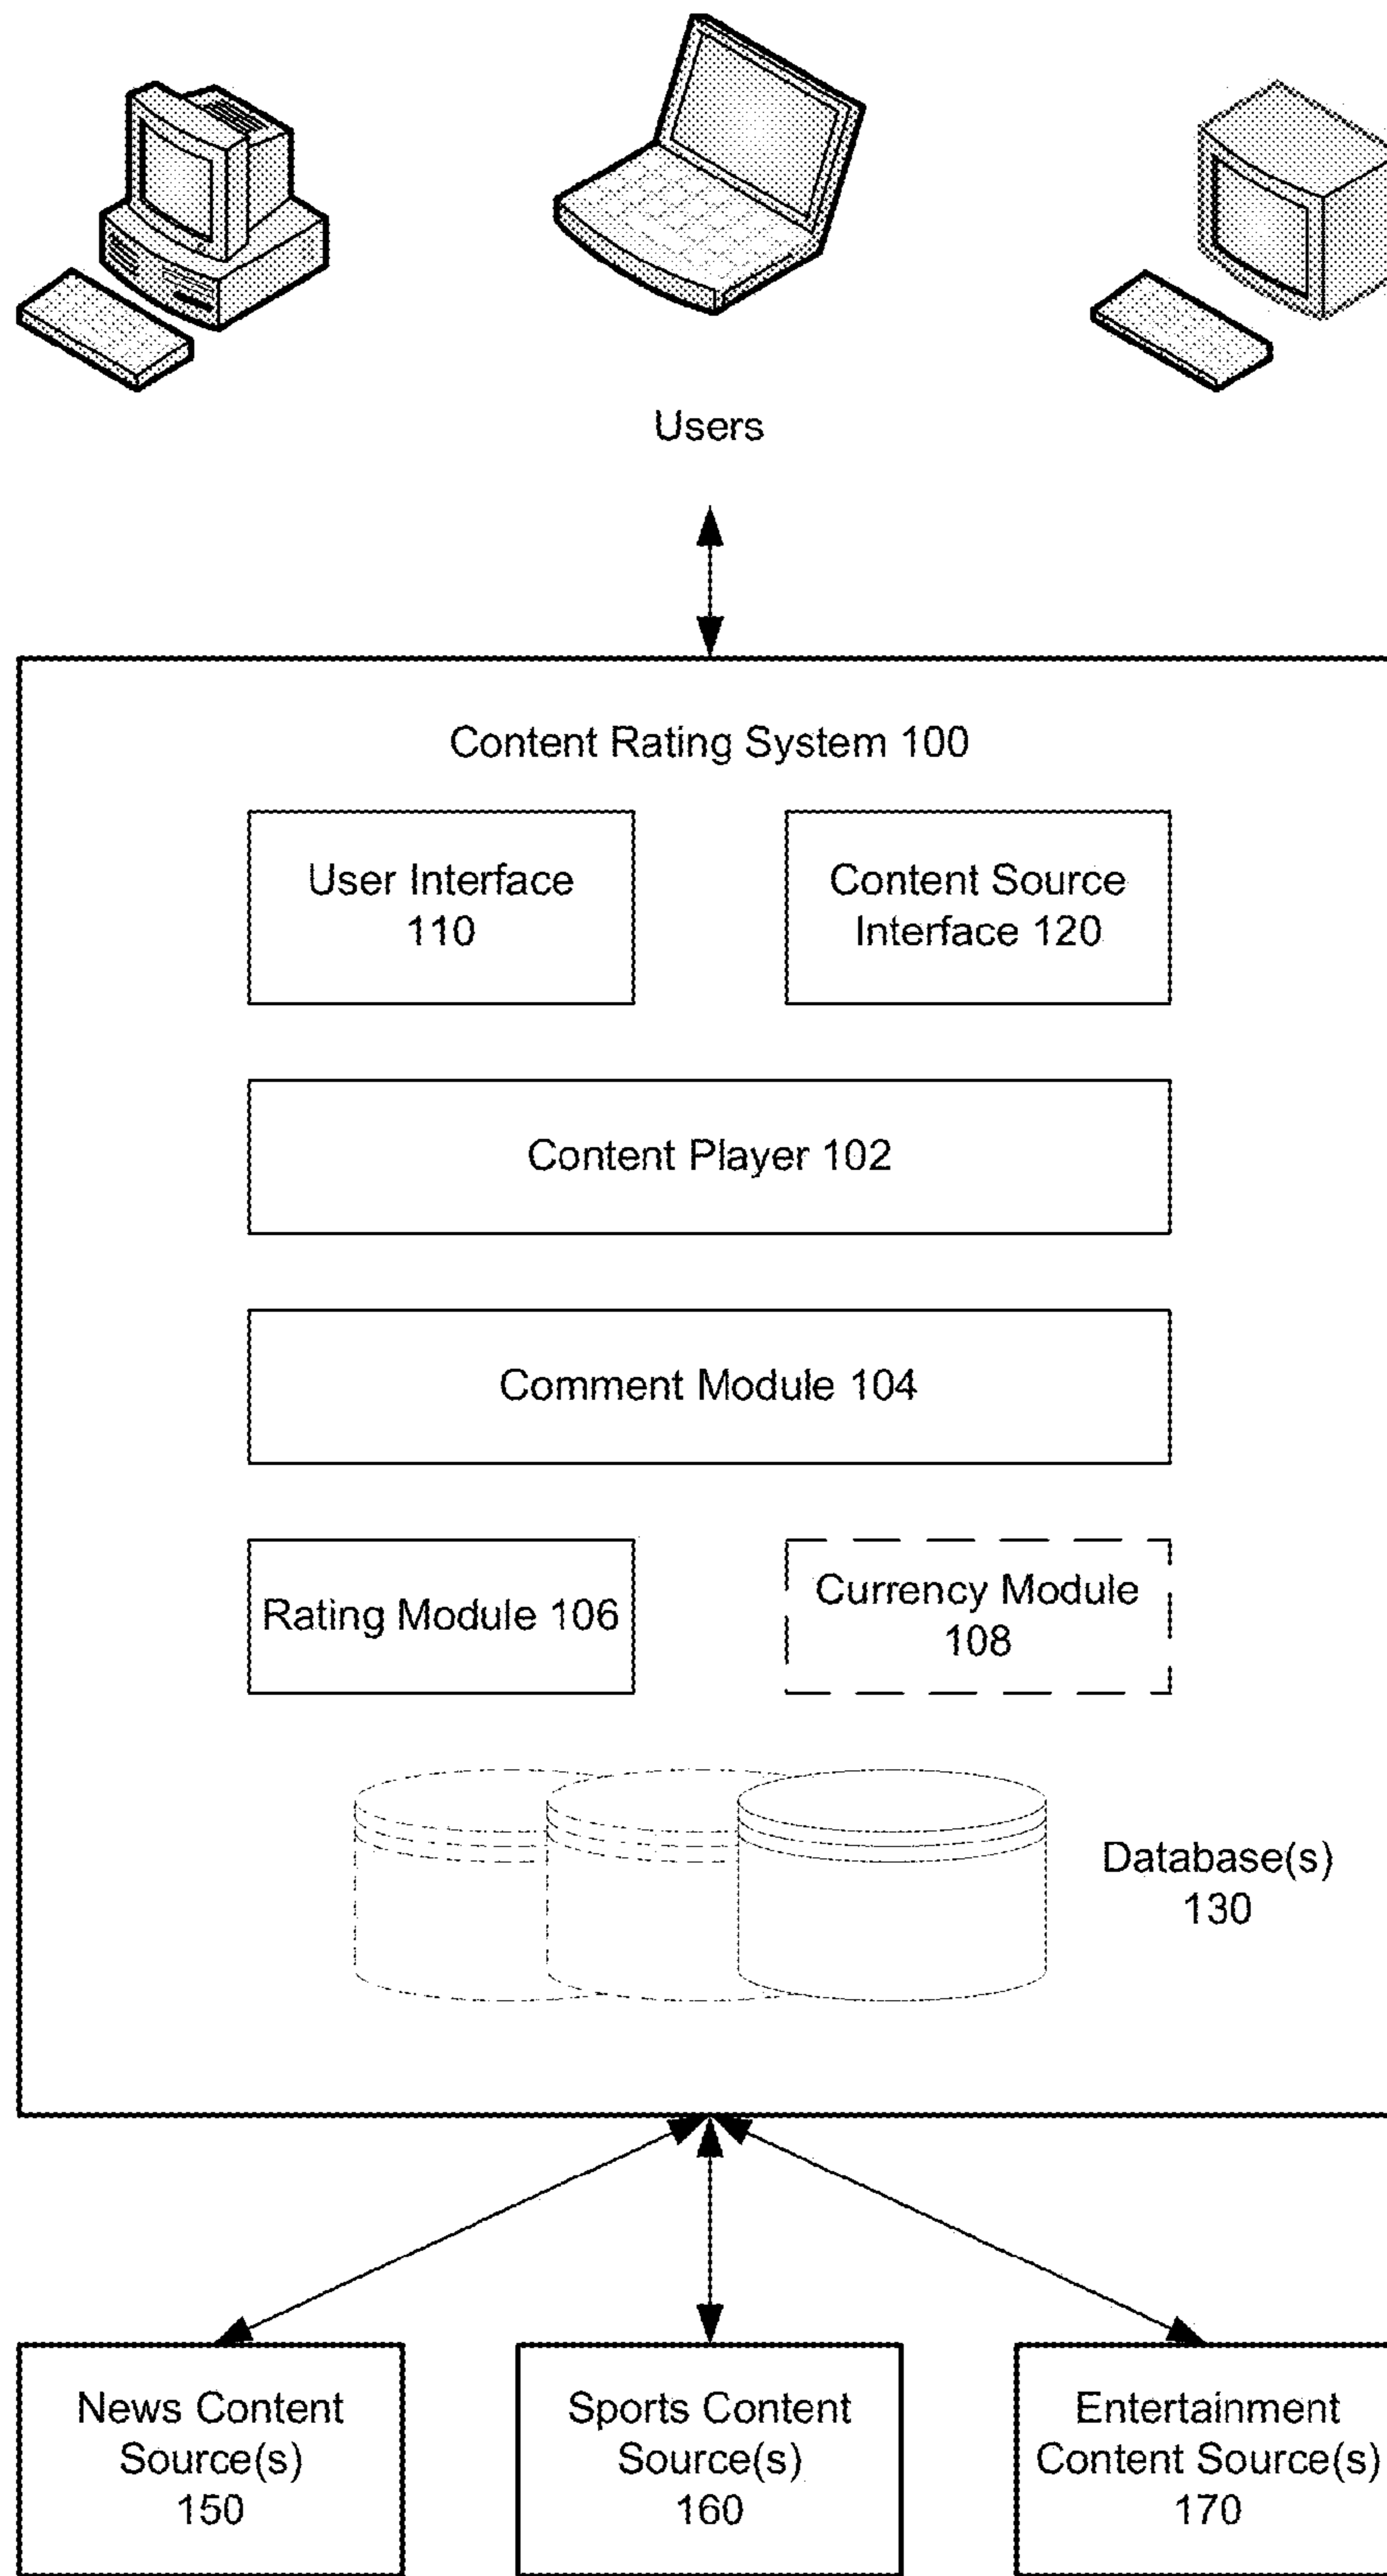 Users
Content Rating System 100
User Interface
110
Content Source
Interface 120
Content Player 102
Comment Module 104
Rating Module 106
Currency Module
108
Database(s)
130
News Content
Source(s)
150
Sports Content
Source(s)
160
Entertainment
Content Source(s)
170